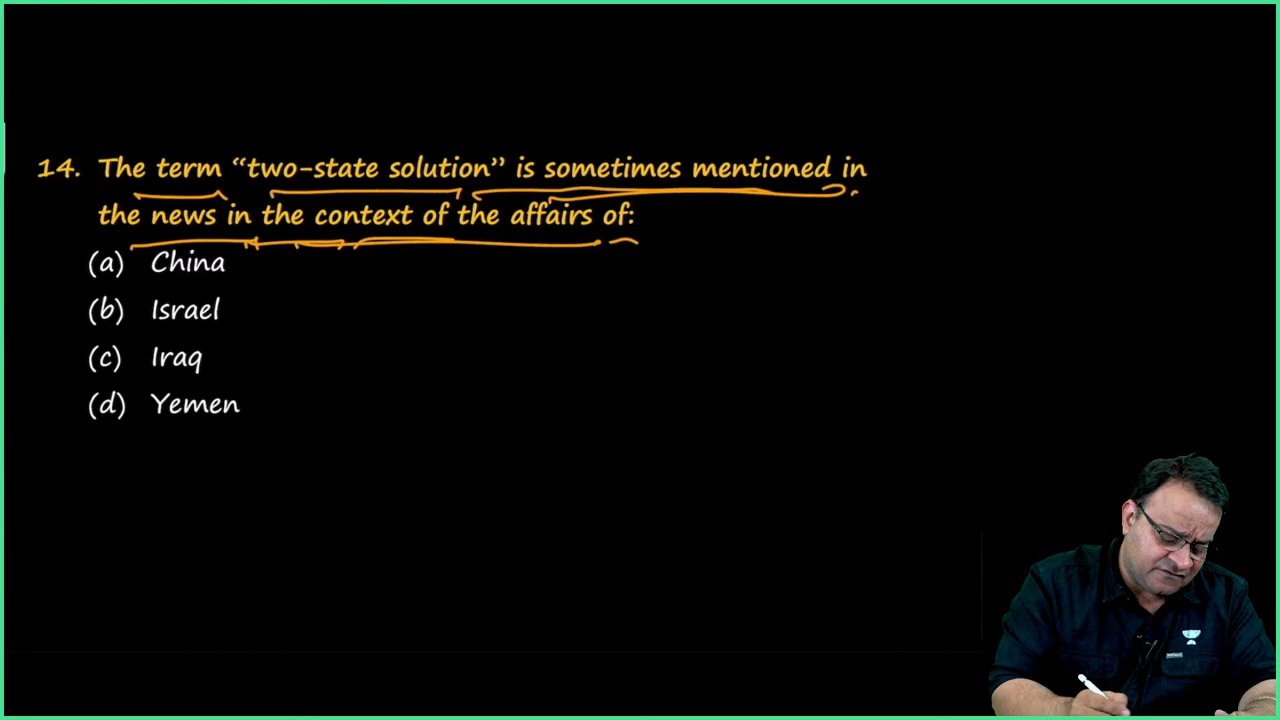 14. The term “two-state solution” is sometimes mentioned in
the news in the context of the affairs of:
(a) China
(b) Israel
(c) Iraq
(d) Yemen